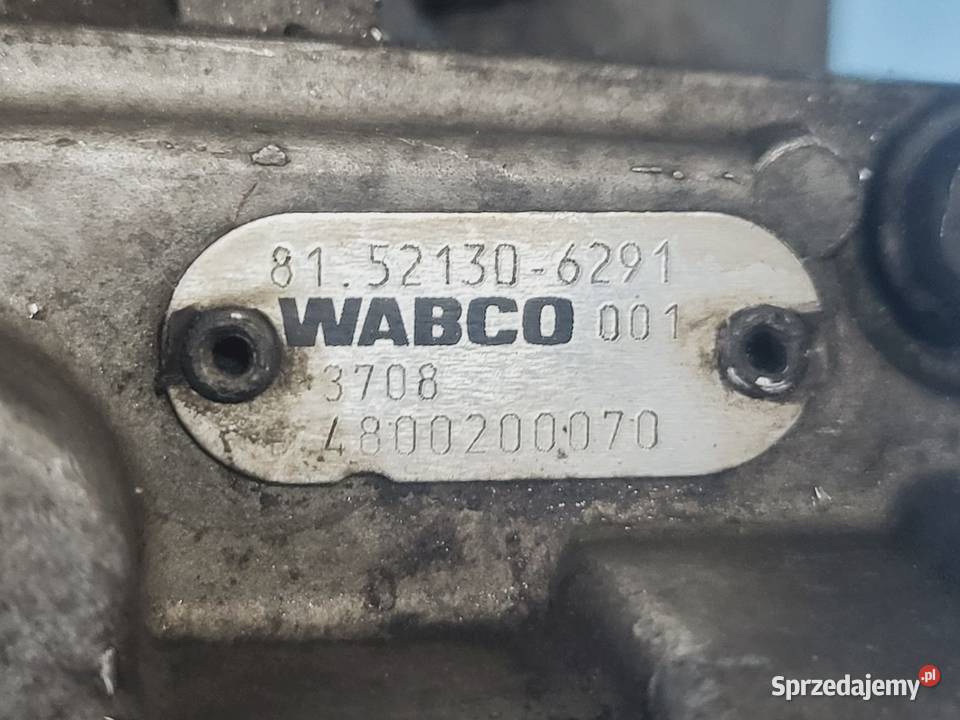 81.52130-6291
WABCO 001
3708
4800200070
Sprzedajemy.pl